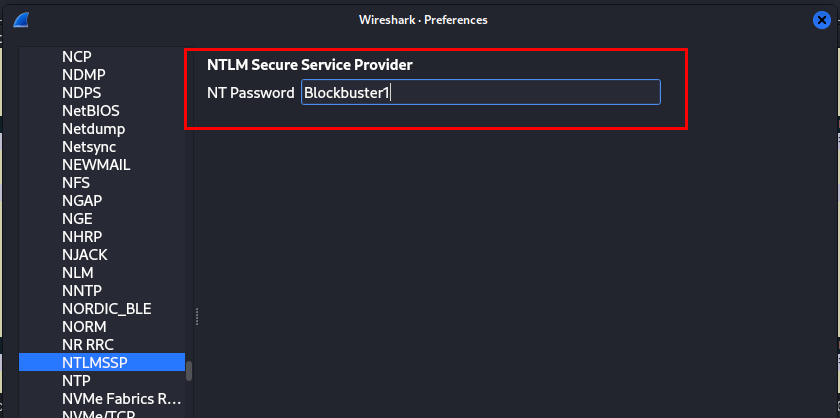 Wireshark · Preferences
NCP
NDMP
NDPS
NetBIOS
Netdump
Netsync
NEWMAIL
NFS
NGAP
NGE
NHRP
NJACK
NLM
NNTP
NORDIC_BLE
NORM
NR RRC
NTLMSSP
NTP
NVMe Fabrics R...
NVMe/TCP
NTLM Secure Service Provider
NT Password Blockbuster1